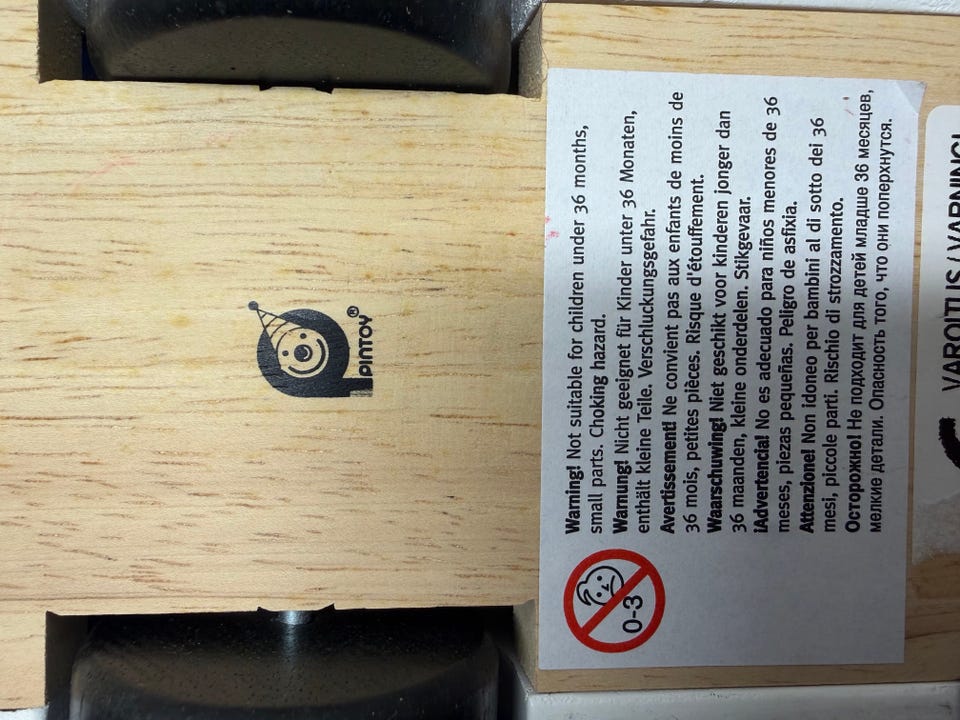 PINTOY®
Warning! Not suitable for children under 36 months,
small parts. Choking hazard.
Warnung! Nicht geeignet für Kinder unter 36 Monaten,
enthält kleine Teile. Verschluckungsgefahr.
Avertissement! Ne convient pas aux enfants de moins de
36 mois, petites pièces. Risque d'étouffement.
Waarschuwing! Niet geschikt voor kinderen jonger dan
36 maanden, kleine onderdelen. Stikgevaar.
¡Advertencia! No es adecuado para niños menores de 36
meses, piezas pequeñas. Peligro de asfixia.
Attenzione! Non idoneo per bambini al di sotto dei 36
mesi, piccole parti. Rischio di strozzamento.
Осторожно! Не подходит для детей младше 36 месяцев,
мелкие детали. Опасность того, что они поперхнутся.
0-3
VAROITUS / VARNING!